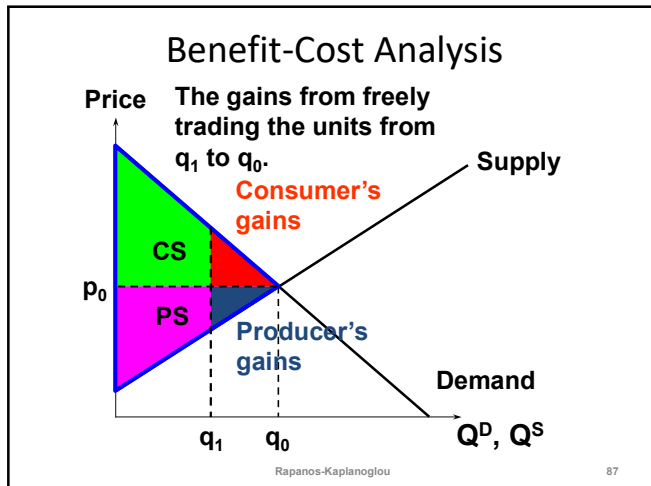 Benefit-Cost Analysis
Price
The gains from freely
trading the units from
q₁ to q₀.
Supply
Consumer's
gains
CS
p₀
PS
Producer's
gains
Demand
q₁ q₀
Qᴰ, Qˢ
Rapanos-Kaplanoglou
87